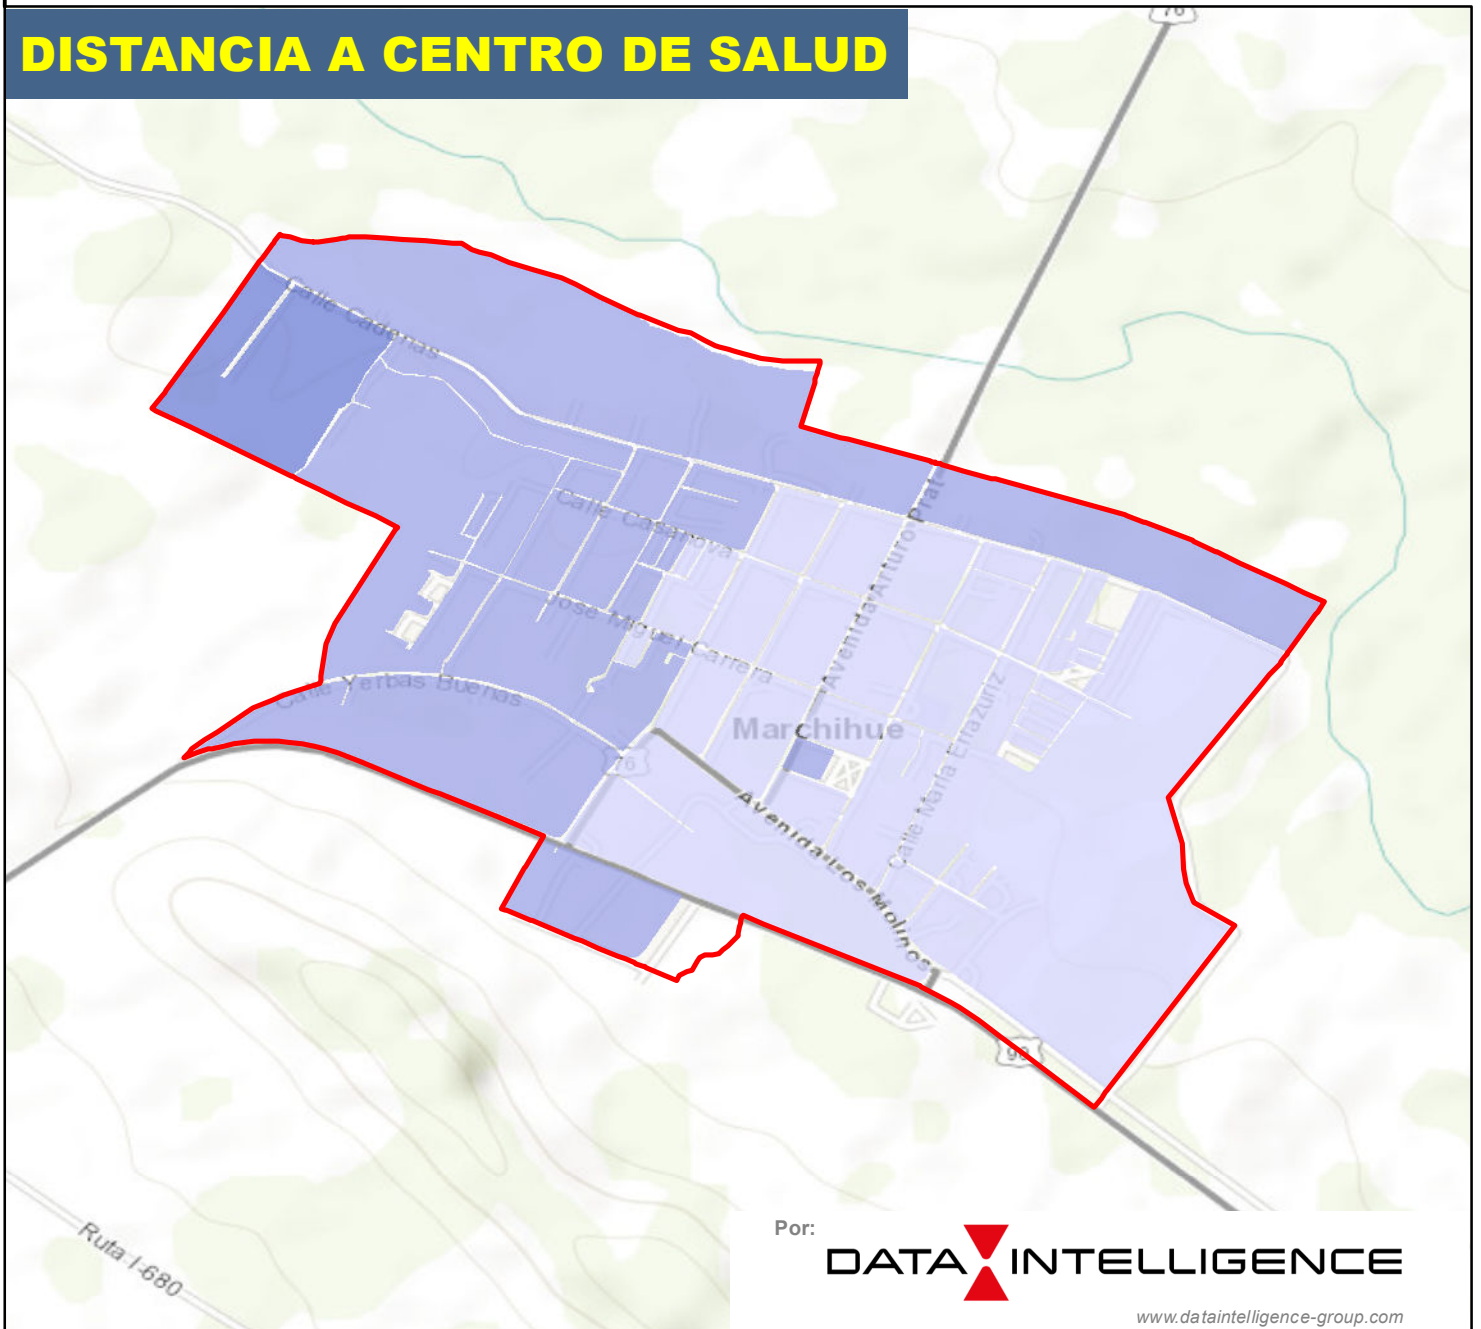 DISTANCIA A CENTRO DE SALUD
76
Calle Cadenas
Avenida Arturo Prat
Calle Casanova
Jose Miguel Carrera
Calle Yerbas Buenas
Marchihue
76
Calle María Errazuriz
Avenida Los Molinos
90
Ruta I-680
Por:
DATA INTELLIGENCE
www.dataintelligence-group.com